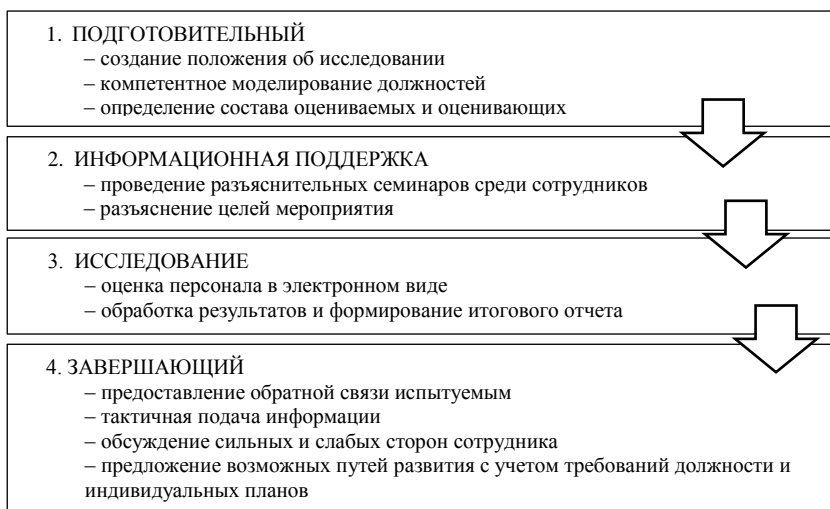 1. ПОДГОТОВИТЕЛЬНЫЙ
– создание положения об исследовании
– компетентное моделирование должностей
– определение состава оцениваемых и оценивающих
2. ИНФОРМАЦИОННАЯ ПОДДЕРЖКА
– проведение разъяснительных семинаров среди сотрудников
– разъяснение целей мероприятия
3. ИССЛЕДОВАНИЕ
– оценка персонала в электронном виде
– обработка результатов и формирование итогового отчета
4. ЗАВЕРШАЮЩИЙ
– предоставление обратной связи испытуемым
– тактичная подача информации
– обсуждение сильных и слабых сторон сотрудника
– предложение возможных путей развития с учетом требований должности и
индивидуальных планов